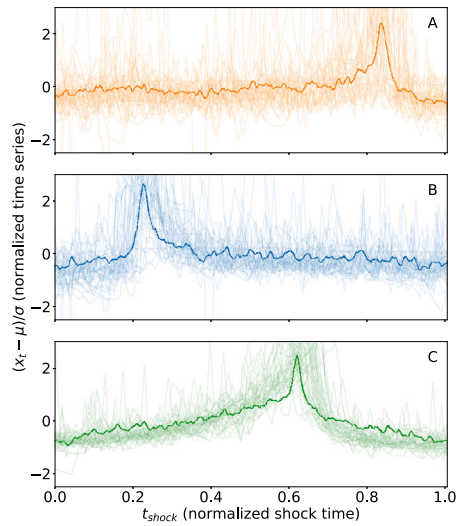 A
2
0
−2
B
2
0
−2
C
2
0
−2
(x_t − μ)/σ (normalized time series)
0.0 0.2 0.4 0.6 0.8 1.0
t_shock (normalized shock time)